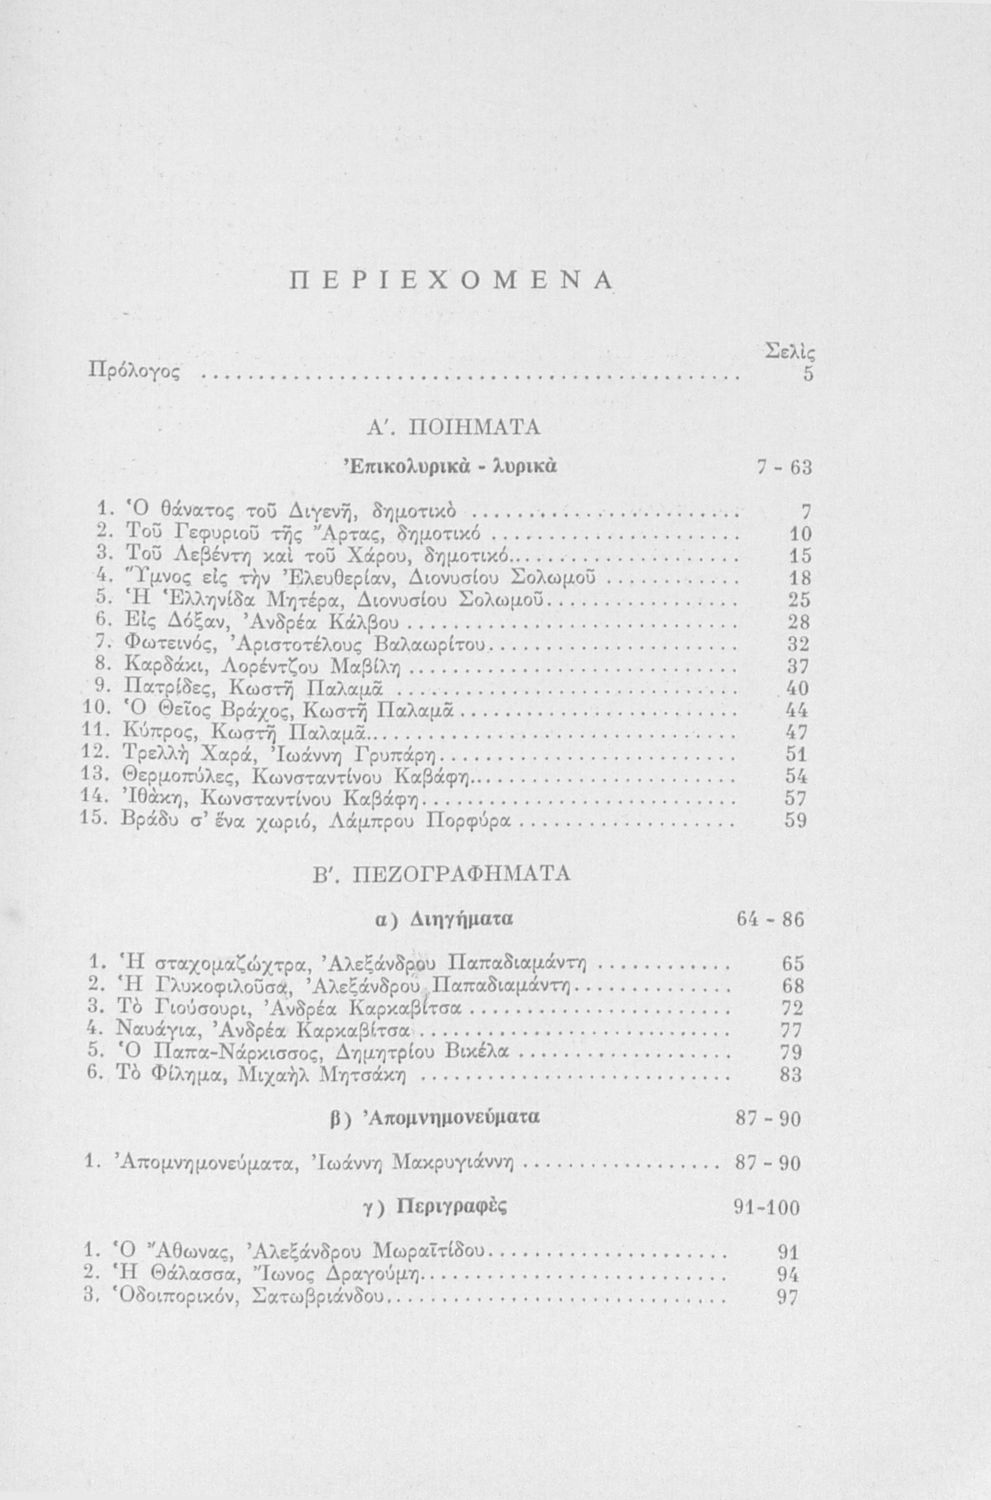 ΠΕΡΙΕΧΟΜΕΝΑ
Σελὶς
Πρόλογος ........ 5
Α΄. ΠΟΙΗΜΑΤΑ
Ἐπικολυρικὰ - λυρικὰ 7 - 63
1. Ὁ θάνατος τοῦ Διγενῆ, δημοτικὸ ........ 7
2. Τοῦ Γεφυριοῦ τῆς Ἄρτας, δημοτικό ........ 10
3. Τοῦ Λεβέντη καὶ τοῦ Χάρου, δημοτικό ........ 15
4. Ὕμνος εἰς τὴν Ἐλευθερίαν, Διονυσίου Σολωμοῦ ........ 18
5. Ἡ Ἑλληνίδα Μητέρα, Διονυσίου Σολωμοῦ ........ 25
6. Εἰς Δόξαν, Ἀνδρέα Κάλβου ........ 28
7. Φωτεινός, Ἀριστοτέλους Βαλαωρίτου ........ 32
8. Καρδάκι, Λορέντζου Μαβίλη ........ 37
9. Πατρίδες, Κωστῆ Παλαμᾶ ........ 40
10. Ὁ Θεῖος Βράχος, Κωστῆ Παλαμᾶ ........ 44
11. Κύπρος, Κωστῆ Παλαμᾶ ........ 47
12. Τρελλὴ Χαρά, Ἰωάννη Γρυπάρη ........ 51
13. Θερμοπύλες, Κωνσταντίνου Καβάφη ........ 54
14. Ἰθάκη, Κωνσταντίνου Καβάφη ........ 57
15. Βράδυ σ' ἕνα χωριό, Λάμπρου Πορφύρα ........ 59
Β΄. ΠΕΖΟΓΡΑΦΗΜΑΤΑ
α) Διηγήματα 64 - 86
1. Ἡ σταχομαζώχτρα, Ἀλεξάνδρου Παπαδιαμάντη ........ 65
2. Ἡ Γλυκοφιλοῦσα, Ἀλεξάνδρου Παπαδιαμάντη ........ 68
3. Τὸ Γιούσουρι, Ἀνδρέα Καρκαβίτσα ........ 72
4. Ναυάγια, Ἀνδρέα Καρκαβίτσα ........ 77
5. Ὁ Παπα-Νάρκισσος, Δημητρίου Βικέλα ........ 79
6. Τὸ Φίλημα, Μιχαὴλ Μητσάκη ........ 83
β) Ἀπομνημονεύματα 87 - 90
1. Ἀπομνημονεύματα, Ἰωάννη Μακρυγιάννη ........ 87 - 90
γ) Περιγραφὲς 91-100
1. Ὁ Ἄθωνας, Ἀλεξάνδρου Μωραϊτίδου ........ 91
2. Ἡ Θάλασσα, Ἴωνος Δραγούμη ........ 94
3. Ὁδοιπορικόν, Σατωβριάνδου ........ 97